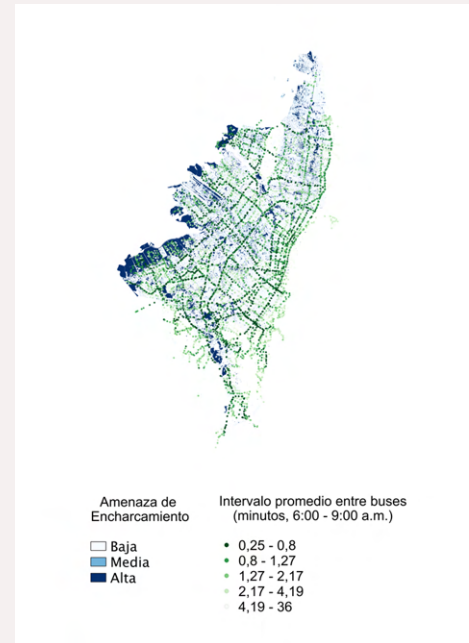 Amenaza de
Encharcamiento
Baja
Media
Alta
Intervalo promedio entre buses
(minutos, 6:00 - 9:00 a.m.)
0,25 - 0,8
0,8 - 1,27
1,27 - 2,17
2,17 - 4,19
4,19 - 36